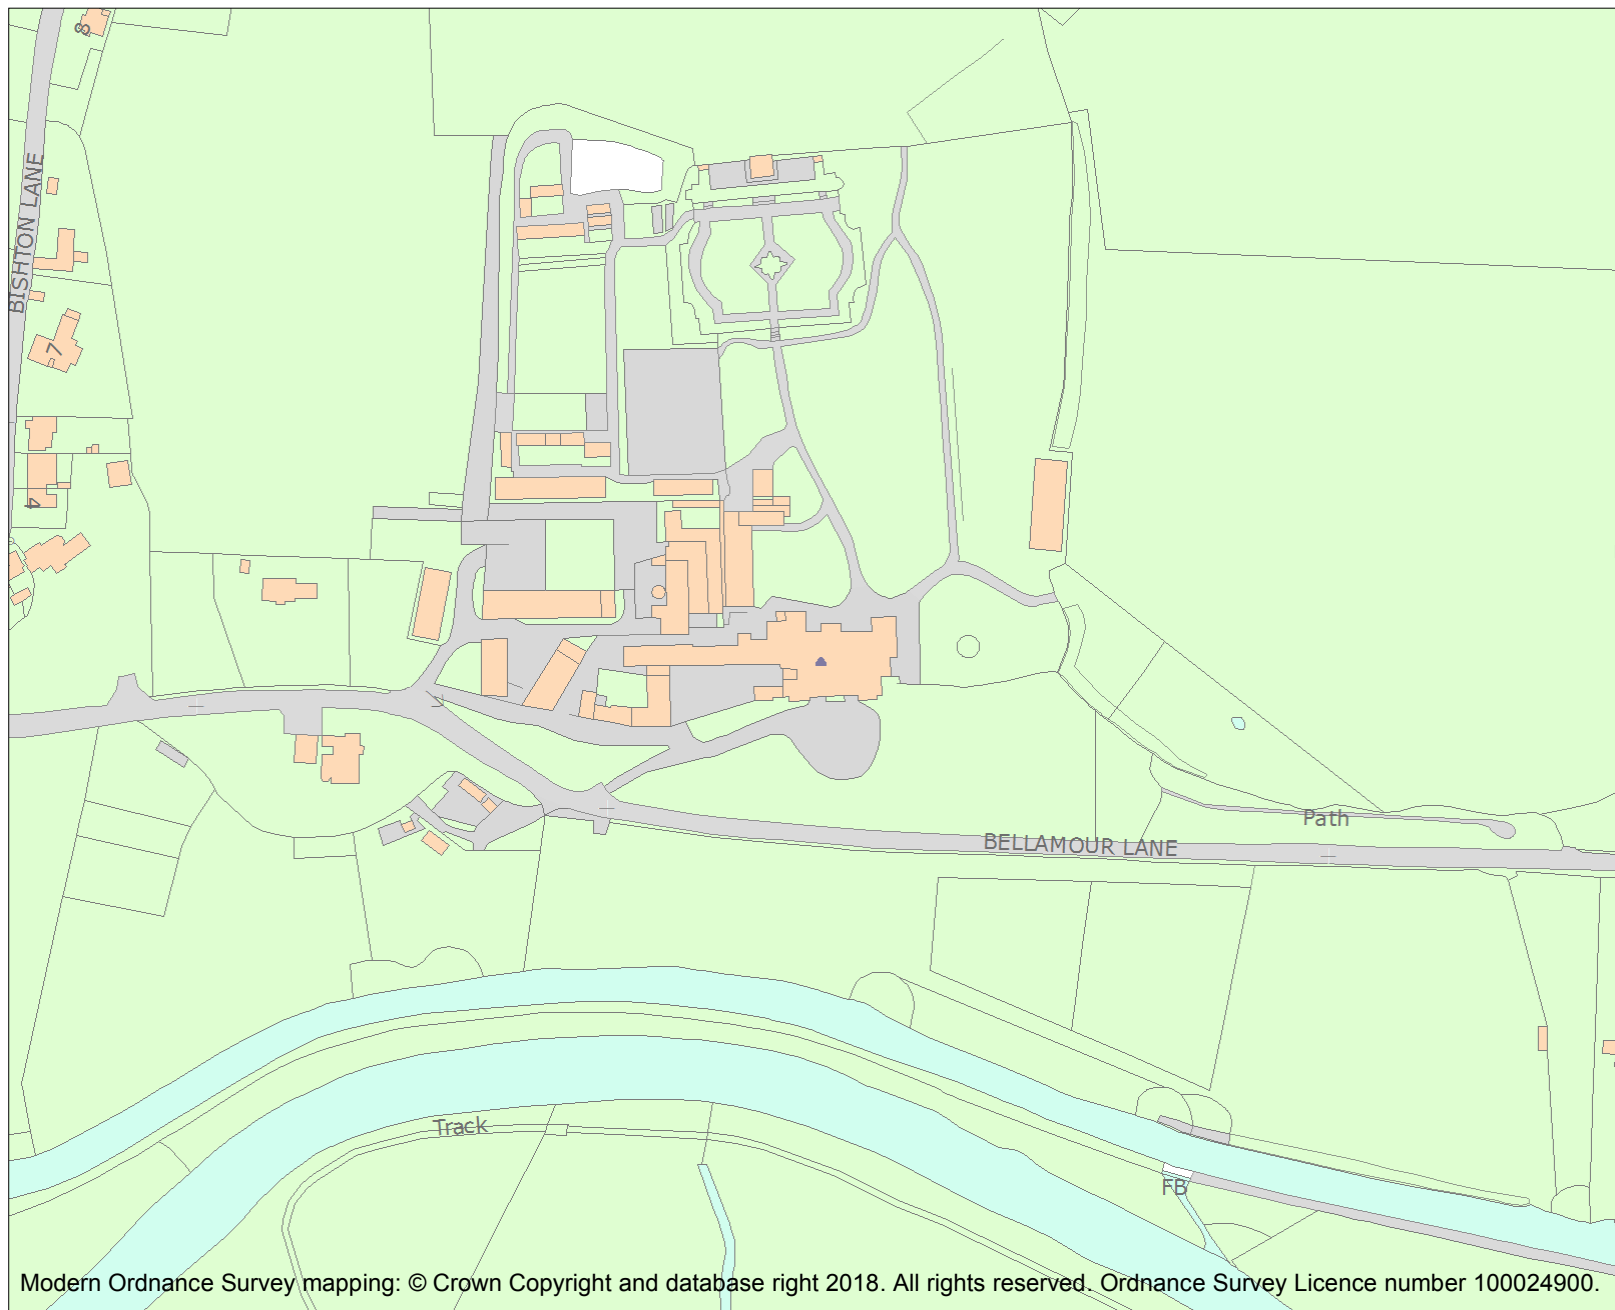 8
BISHTON LANE
7
4
Path
BELLAMOUR LANE
Track
FB
Modern Ordnance Survey mapping: © Crown Copyright and database right 2018. All rights reserved. Ordnance Survey Licence number 100024900.